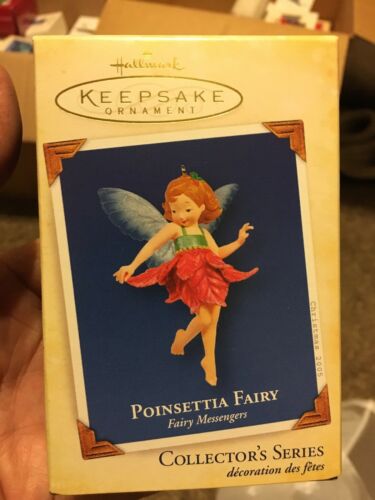 Hallmark
KEEPSAKE
ORNAMENT
Christmas 2005
POINSETTIA FAIRY
Fairy Messengers
COLLECTOR'S SERIES
décoration des fêtes